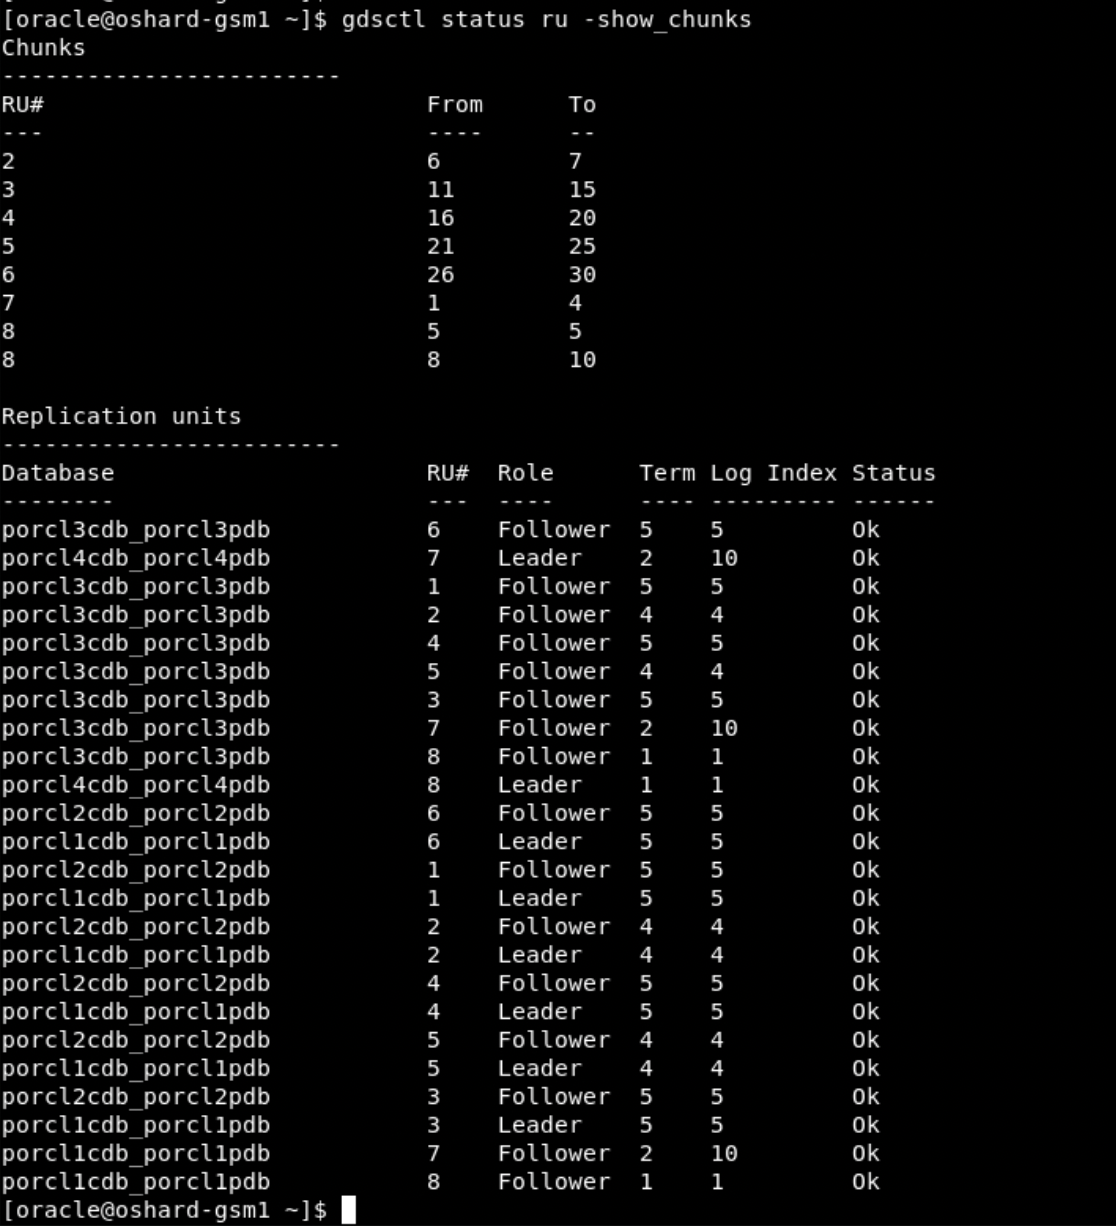 [oracle@oshard-gsm1 ~]$ gdsctl status ru -show_chunks
Chunks
------------------------
RU#                           From      To
---                           ----      --
2                             6         7
3                             11        15
4                             16        20
5                             21        25
6                             26        30
7                             1         4
8                             5         5
8                             8         10

Replication units
------------------------
Database                      RU#  Role      Term Log Index Status
--------                      ---  ----      ---- --------- ------
porcl3cdb_porcl3pdb           6    Follower  5    5         Ok
porcl4cdb_porcl4pdb           7    Leader    2    10        Ok
porcl3cdb_porcl3pdb           1    Follower  5    5         Ok
porcl3cdb_porcl3pdb           2    Follower  4    4         Ok
porcl3cdb_porcl3pdb           4    Follower  5    5         Ok
porcl3cdb_porcl3pdb           5    Follower  4    4         Ok
porcl3cdb_porcl3pdb           3    Follower  5    5         Ok
porcl3cdb_porcl3pdb           7    Follower  2    10        Ok
porcl3cdb_porcl3pdb           8    Follower  1    1         Ok
porcl4cdb_porcl4pdb           8    Leader    1    1         Ok
porcl2cdb_porcl2pdb           6    Follower  5    5         Ok
porcl1cdb_porcl1pdb           6    Leader    5    5         Ok
porcl2cdb_porcl2pdb           1    Follower  5    5         Ok
porcl1cdb_porcl1pdb           1    Leader    5    5         Ok
porcl2cdb_porcl2pdb           2    Follower  4    4         Ok
porcl1cdb_porcl1pdb           2    Leader    4    4         Ok
porcl2cdb_porcl2pdb           4    Follower  5    5         Ok
porcl1cdb_porcl1pdb           4    Leader    5    5         Ok
porcl2cdb_porcl2pdb           5    Follower  4    4         Ok
porcl1cdb_porcl1pdb           5    Leader    4    4         Ok
porcl2cdb_porcl2pdb           3    Follower  5    5         Ok
porcl1cdb_porcl1pdb           3    Leader    5    5         Ok
porcl1cdb_porcl1pdb           7    Follower  2    10        Ok
porcl1cdb_porcl1pdb           8    Follower  1    1         Ok
[oracle@oshard-gsm1 ~]$